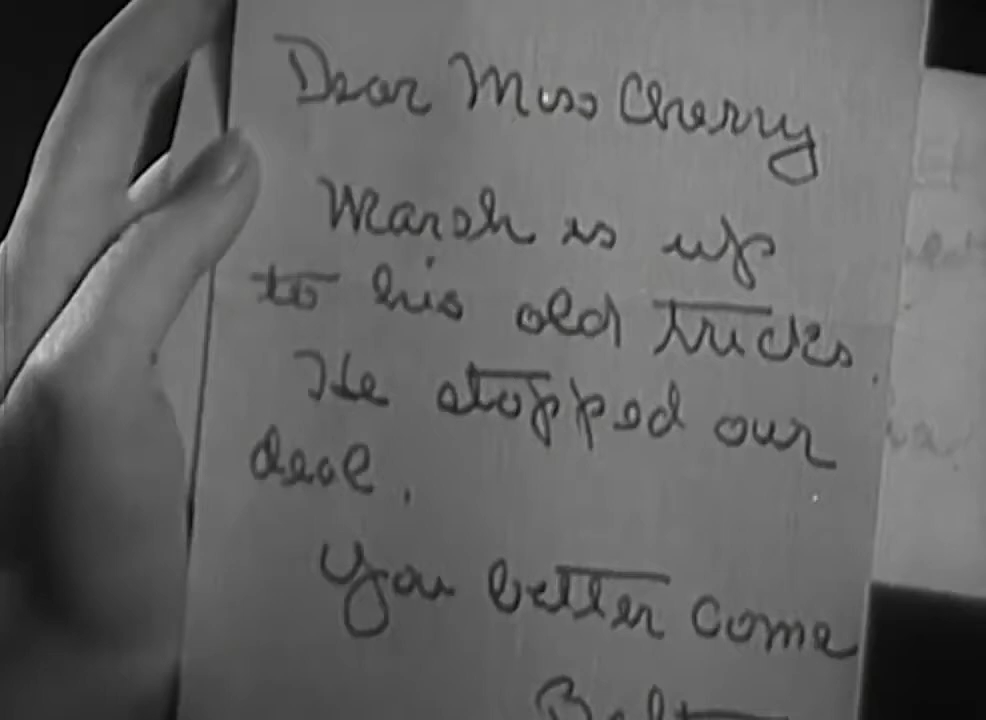 Dear Miss Cherry
Marsh is up
to his old tricks.
He stopped our
deal.
You better come